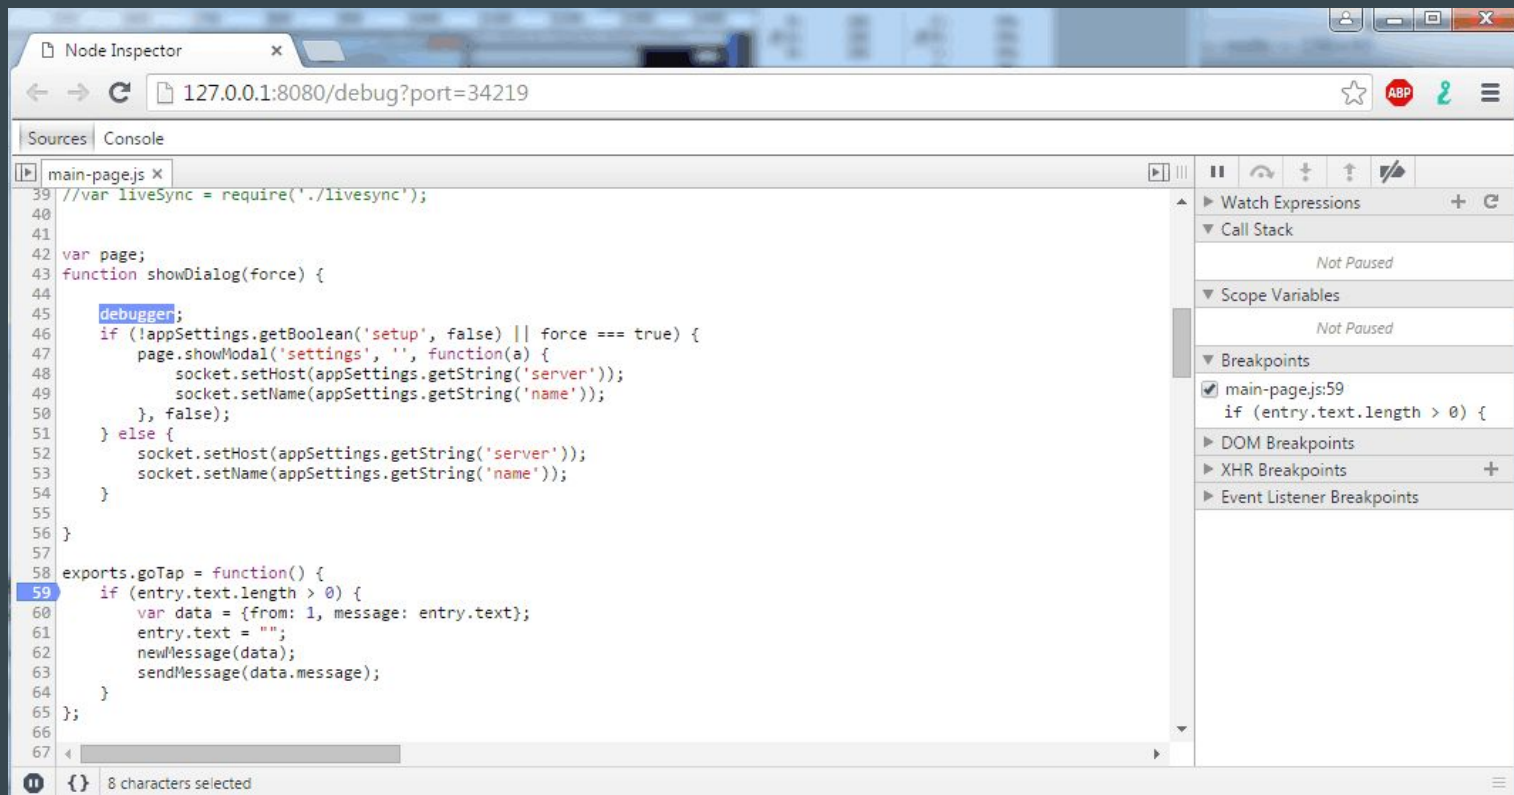 Node Inspector ×
127.0.0.1:8080/debug?port=34219
ABP
Sources Console
main-page.js ×
39 //var liveSync = require('./livesync');
40
41
42 var page;
43 function showDialog(force) {
44
45     debugger;
46     if (!appSettings.getBoolean('setup', false) || force === true) {
47         page.showModal('settings', '', function(a) {
48             socket.setHost(appSettings.getString('server'));
49             socket.setName(appSettings.getString('name'));
50         }, false);
51     } else {
52         socket.setHost(appSettings.getString('server'));
53         socket.setName(appSettings.getString('name'));
54     }
55
56 }
57
58 exports.goTap = function() {
59     if (entry.text.length > 0) {
60         var data = {from: 1, message: entry.text};
61         entry.text = "";
62         newMessage(data);
63         sendMessage(data.message);
64     }
65 };
66
67
{ } 8 characters selected
Watch Expressions
Call Stack
Not Paused
Scope Variables
Not Paused
Breakpoints
main-page.js:59
if (entry.text.length > 0) {
DOM Breakpoints
XHR Breakpoints
Event Listener Breakpoints